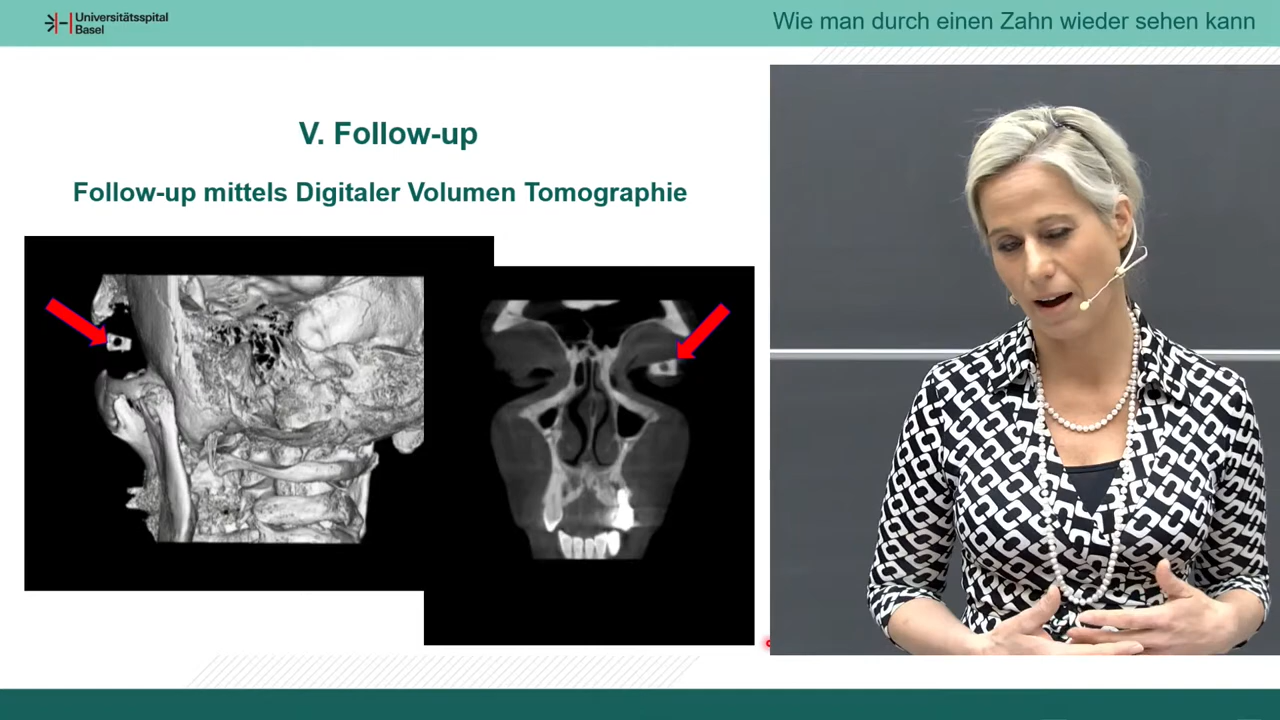 Universitätsspital
Basel
Wie man durch einen Zahn wieder sehen kann
V. Follow-up
Follow-up mittels Digitaler Volumen Tomographie